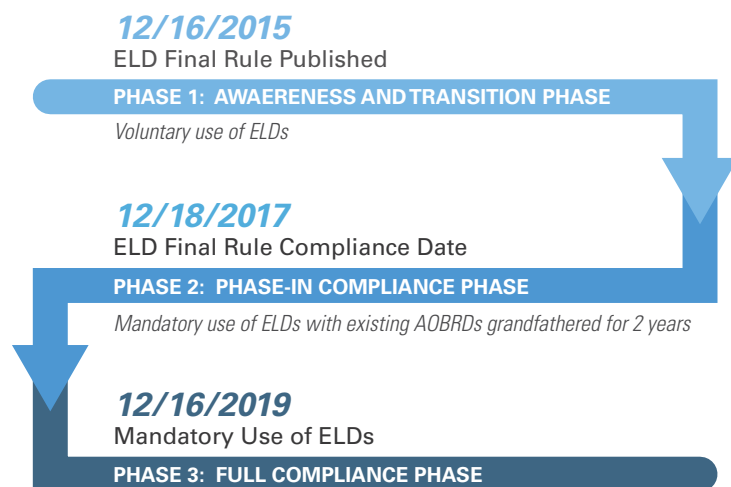 12/16/2015
ELD Final Rule Published
PHASE 1: AWAERENESS AND TRANSITION PHASE
Voluntary use of ELDs
12/18/2017
ELD Final Rule Compliance Date
PHASE 2: PHASE-IN COMPLIANCE PHASE
Mandatory use of ELDs with existing AOBRDs grandfathered for 2 years
12/16/2019
Mandatory Use of ELDs
PHASE 3: FULL COMPLIANCE PHASE